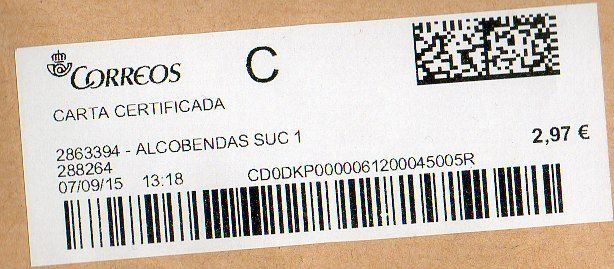 CORREOS
C
CARTA CERTIFICADA
2863394 - ALCOBENDAS SUC 1
288264
2,97 €
07/09/15 13:18 CD0DKP0000061200045005R